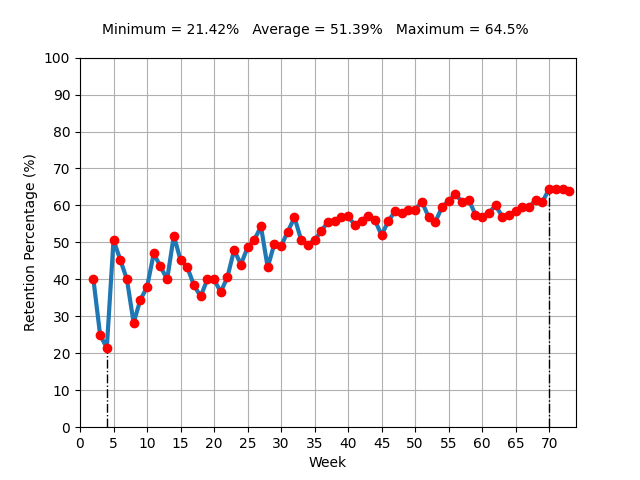 Minimum = 21.42%   Average = 51.39%   Maximum = 64.5%
100
90
80
70
60
50
40
30
20
10
0
Retention Percentage (%)
0 5 10 15 20 25 30 35 40 45 50 55 60 65 70
Week